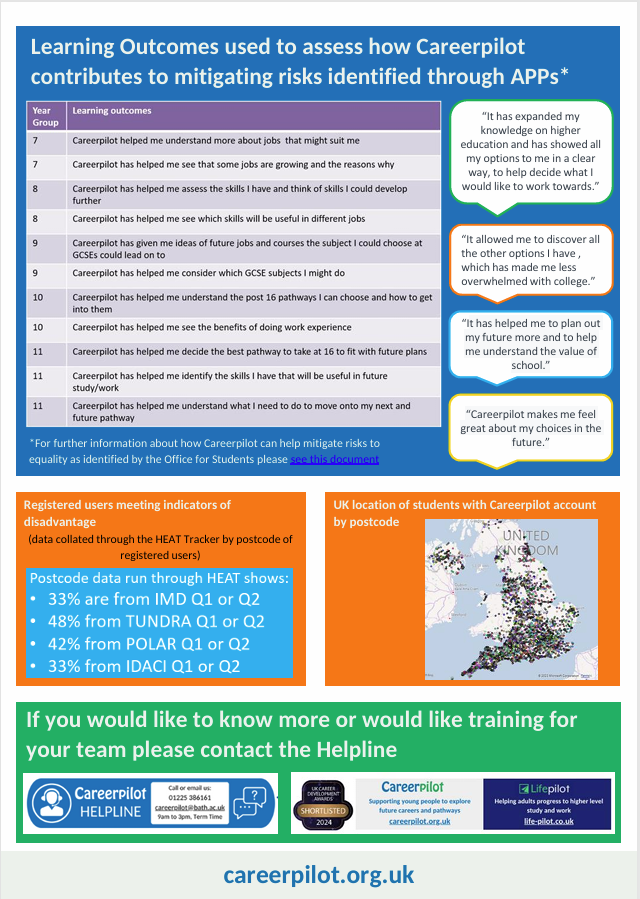 Learning Outcomes used to assess how Careerpilot
contributes to mitigating risks identified through APPs*
Year
Group
Learning outcomes
7 Careerpilot helped me understand more about jobs that might suit me
7 Careerpilot has helped me see that some jobs are growing and the reasons why
8 Careerpilot has helped me assess the skills I have and think of skills I could develop
further
8 Careerpilot has helped me see which skills will be useful in different jobs
9 Careerpilot has given me ideas of future jobs and courses the subject I could choose at
GCSEs could lead on to
9 Careerpilot has helped me consider which GCSE subjects I might do
10 Careerpilot has helped me understand the post 16 pathways I can choose and how to get
into them
10 Careerpilot has helped me see the benefits of doing work experience
11 Careerpilot has helped me decide the best pathway to take at 16 to fit with future plans
11 Careerpilot has helped me identify the skills I have that will be useful in future
study/work
11 Careerpilot has helped me understand what I need to do to move onto my next and
future pathway
*For further information about how Careerpilot can help mitigate risks to
equality as identified by the Office for Students please see this document
“It has expanded my
knowledge on higher
education and has showed all
my options to me in a clear
way, to help decide what I
would like to work towards.”
“It allowed me to discover all
the other options I have ,
which has made me less
overwhelmed with college.”
“It has helped me to plan out
my future more and to help
me understand the value of
school.”
“Careerpilot makes me feel
great about my choices in the
future.”
Registered users meeting indicators of
disadvantage
(data collated through the HEAT Tracker by postcode of
registered users)
Postcode data run through HEAT shows:
• 33% are from IMD Q1 or Q2
• 48% from TUNDRA Q1 or Q2
• 42% from POLAR Q1 or Q2
• 33% from IDACI Q1 or Q2
UK location of students with Careerpilot account
by postcode
UNITED
KINGDOM
If you would like to know more or would like training for
your team please contact the Helpline
Careerpilot
HELPLINE
Call or email us:
01225 386161
careerpilot@bath.ac.uk
9am to 3pm, Term Time
UK CAREER
DEVELOPMENT
AWARDS
SHORTLISTED
2024
Careerpilot
Supporting young people to explore
future careers and pathways
careerpilot.org.uk
Lifepilot
Helping adults progress to higher level
study and work
life-pilot.co.uk
careerpilot.org.uk